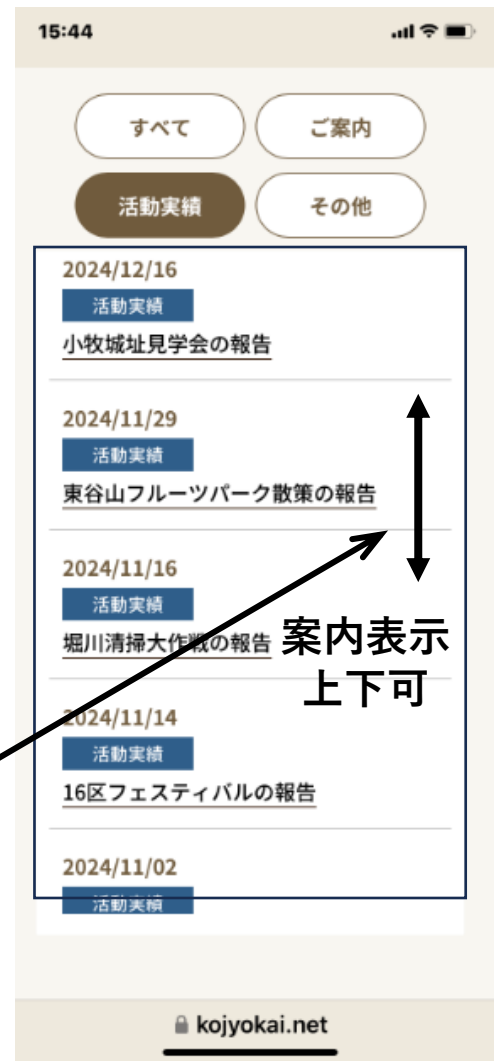 15:44
すべて
ご案内
活動実績
その他
2024/12/16
活動実績
小牧城址見学会の報告
2024/11/29
活動実績
東谷山フルーツパーク散策の報告
2024/11/16
活動実績
堀川清掃大作戦の報告
案内表示
上下可
2024/11/14
活動実績
16区フェスティバルの報告
2024/11/02
活動実績
kojyokai.net